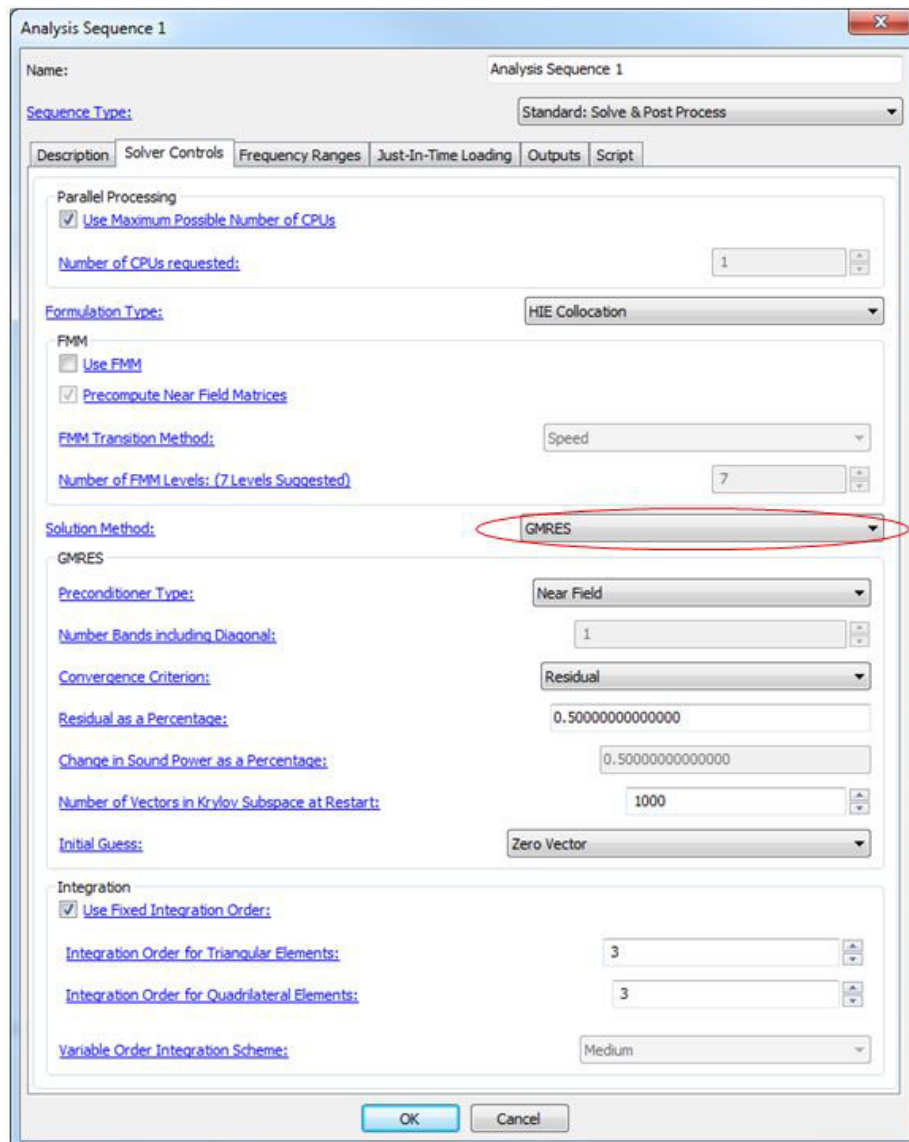 Analysis Sequence 1
Name: Analysis Sequence 1
Sequence Type: Standard: Solve & Post Process
Description Solver Controls Frequency Ranges Just-In-Time Loading Outputs Script
Parallel Processing
Use Maximum Possible Number of CPUs
Number of CPUs requested: 1
Formulation Type: HIE Collocation
FMM
Use FMM
Precompute Near Field Matrices
FMM Transition Method: Speed
Number of FMM Levels: (7 Levels Suggested) 7
Solution Method: GMRES
GMRES
Preconditioner Type: Near Field
Number Bands including Diagonal: 1
Convergence Criterion: Residual
Residual as a Percentage: 0.50000000000000
Change in Sound Power as a Percentage: 0.50000000000000
Number of Vectors in Krylov Subspace at Restart: 1000
Initial Guess: Zero Vector
Integration
Use Fixed Integration Order:
Integration Order for Triangular Elements: 3
Integration Order for Quadrilateral Elements: 3
Variable Order Integration Scheme: Medium
OK Cancel